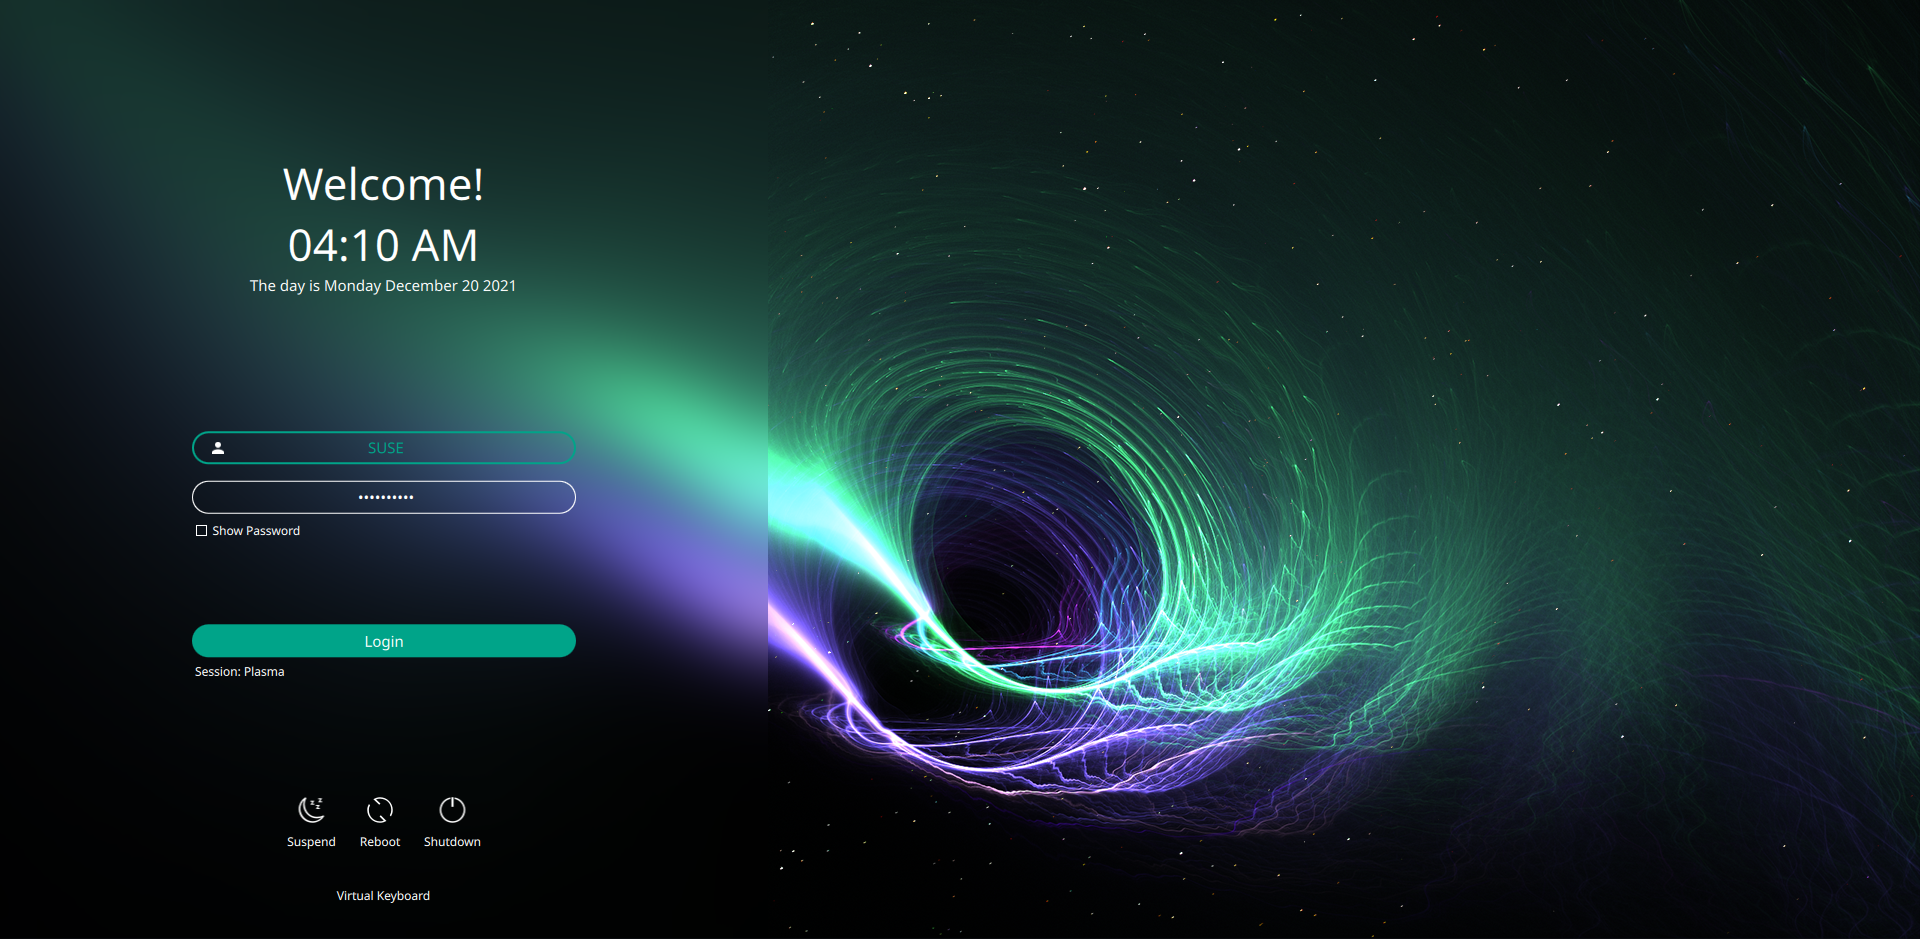 Welcome!
04:10 AM
The day is Monday December 20 2021
SUSE
••••••••••
Show Password
Login
Session: Plasma
Suspend Reboot Shutdown
Virtual Keyboard